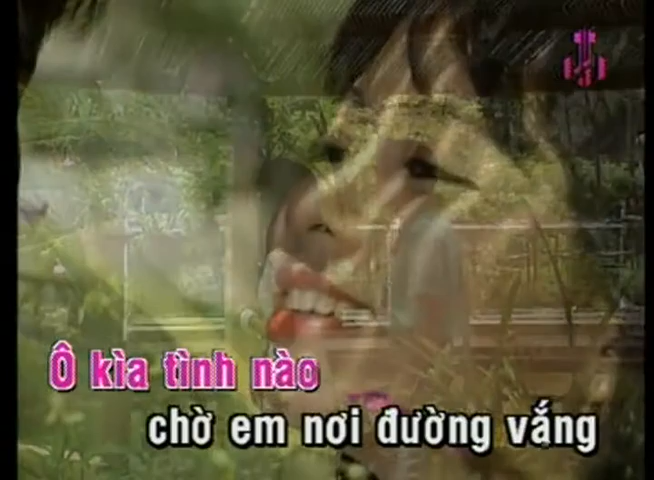 Ô kìa tình nào
chờ em nơi đường vắng